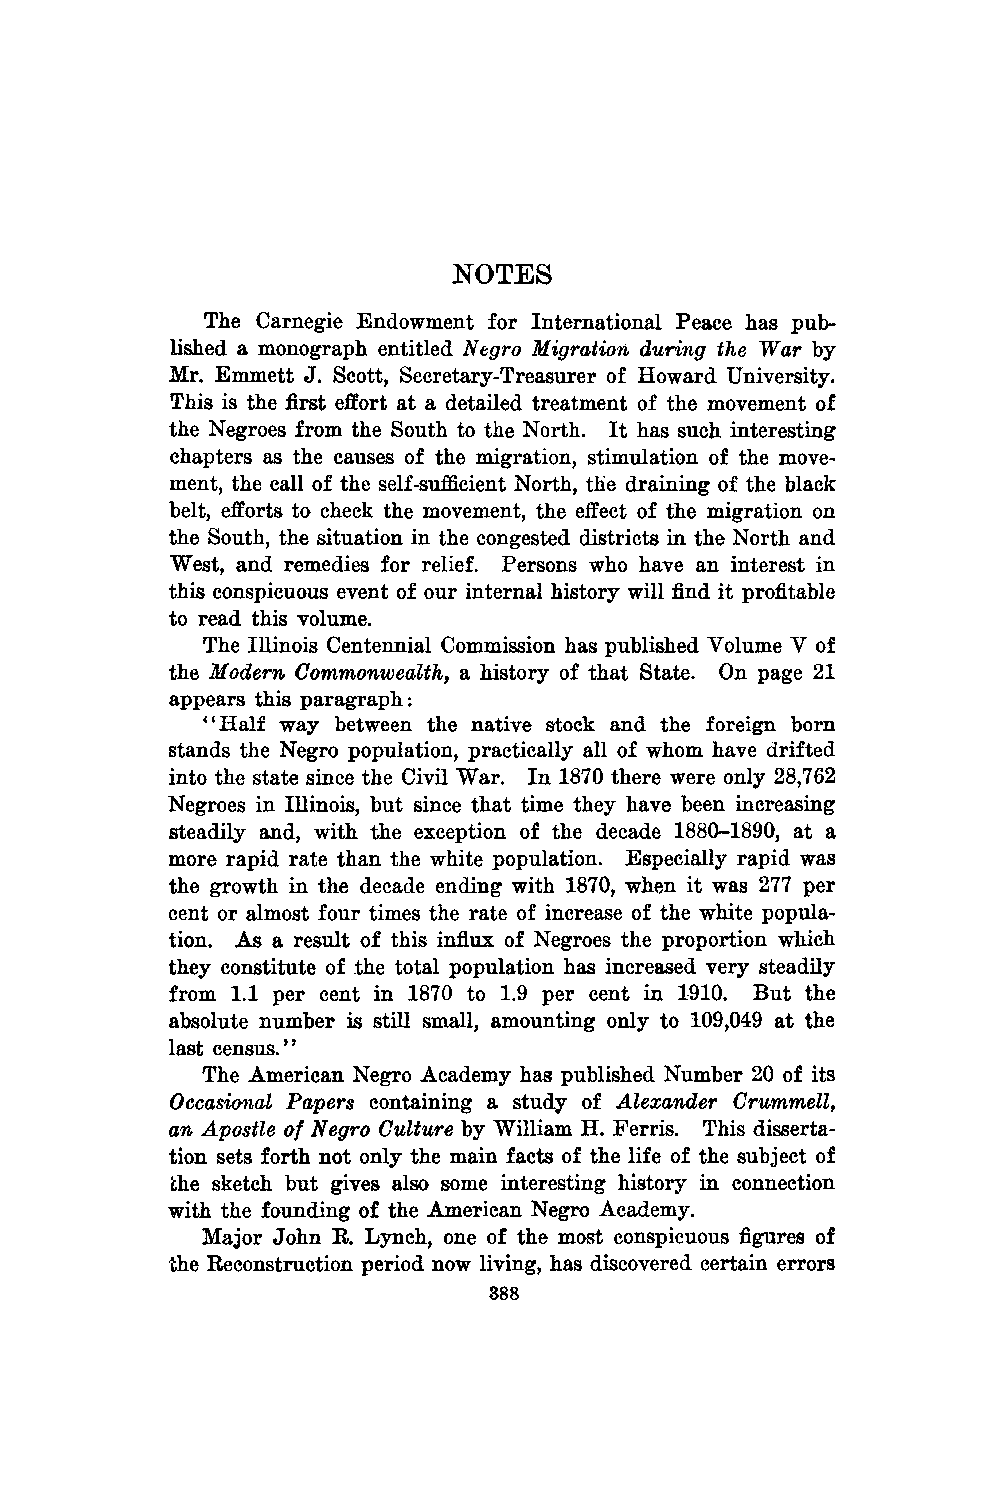 NOTES
The Carnegie Endowment for International Peace has pub-
lished a monograph entitled Negro Migration during the War by
Mr. Emmett J. Scott, Secretary-Treasurer of Howard University.
This is the first effort at a detailed treatment of the movement of
the Negroes from the South to the North. It has such interesting
chapters as the causes of the migration, stimulation of the move-
ment, the call of the self-sufficient North, the draining of the black
belt, efforts to check the movement, the effect of the migration on
the South, the situation in the congested districts in the North and
West, and remedies for relief. Persons who have an interest in
this conspicuous event of our internal history will find it profitable
to read this volume.
The Illinois Centennial Commission has published Volume V of
the Modern Commonwealth, a history of that State. On page 21
appears this paragraph:
"Half way between the native stock and the foreign born
stands the Negro population, practically all of whom have drifted
into the state since the Civil War. In 1870 there were only 28,762
Negroes in Illinois, but since that time they have been increasing
steadily and, with the exception of the decade 1880–1890, at a
more rapid rate than the white population. Especially rapid was
the growth in the decade ending with 1870, when it was 277 per
cent or almost four times the rate of increase of the white popula-
tion. As a result of this influx of Negroes the proportion which
they constitute of the total population has increased very steadily
from 1.1 per cent in 1870 to 1.9 per cent in 1910. But the
absolute number is still small, amounting only to 109,049 at the
last census."
The American Negro Academy has published Number 20 of its
Occasional Papers containing a study of Alexander Crummell,
an Apostle of Negro Culture by William H. Ferris. This disserta-
tion sets forth not only the main facts of the life of the subject of
the sketch but gives also some interesting history in connection
with the founding of the American Negro Academy.
Major John R. Lynch, one of the most conspicuous figures of
the Reconstruction period now living, has discovered certain errors
388